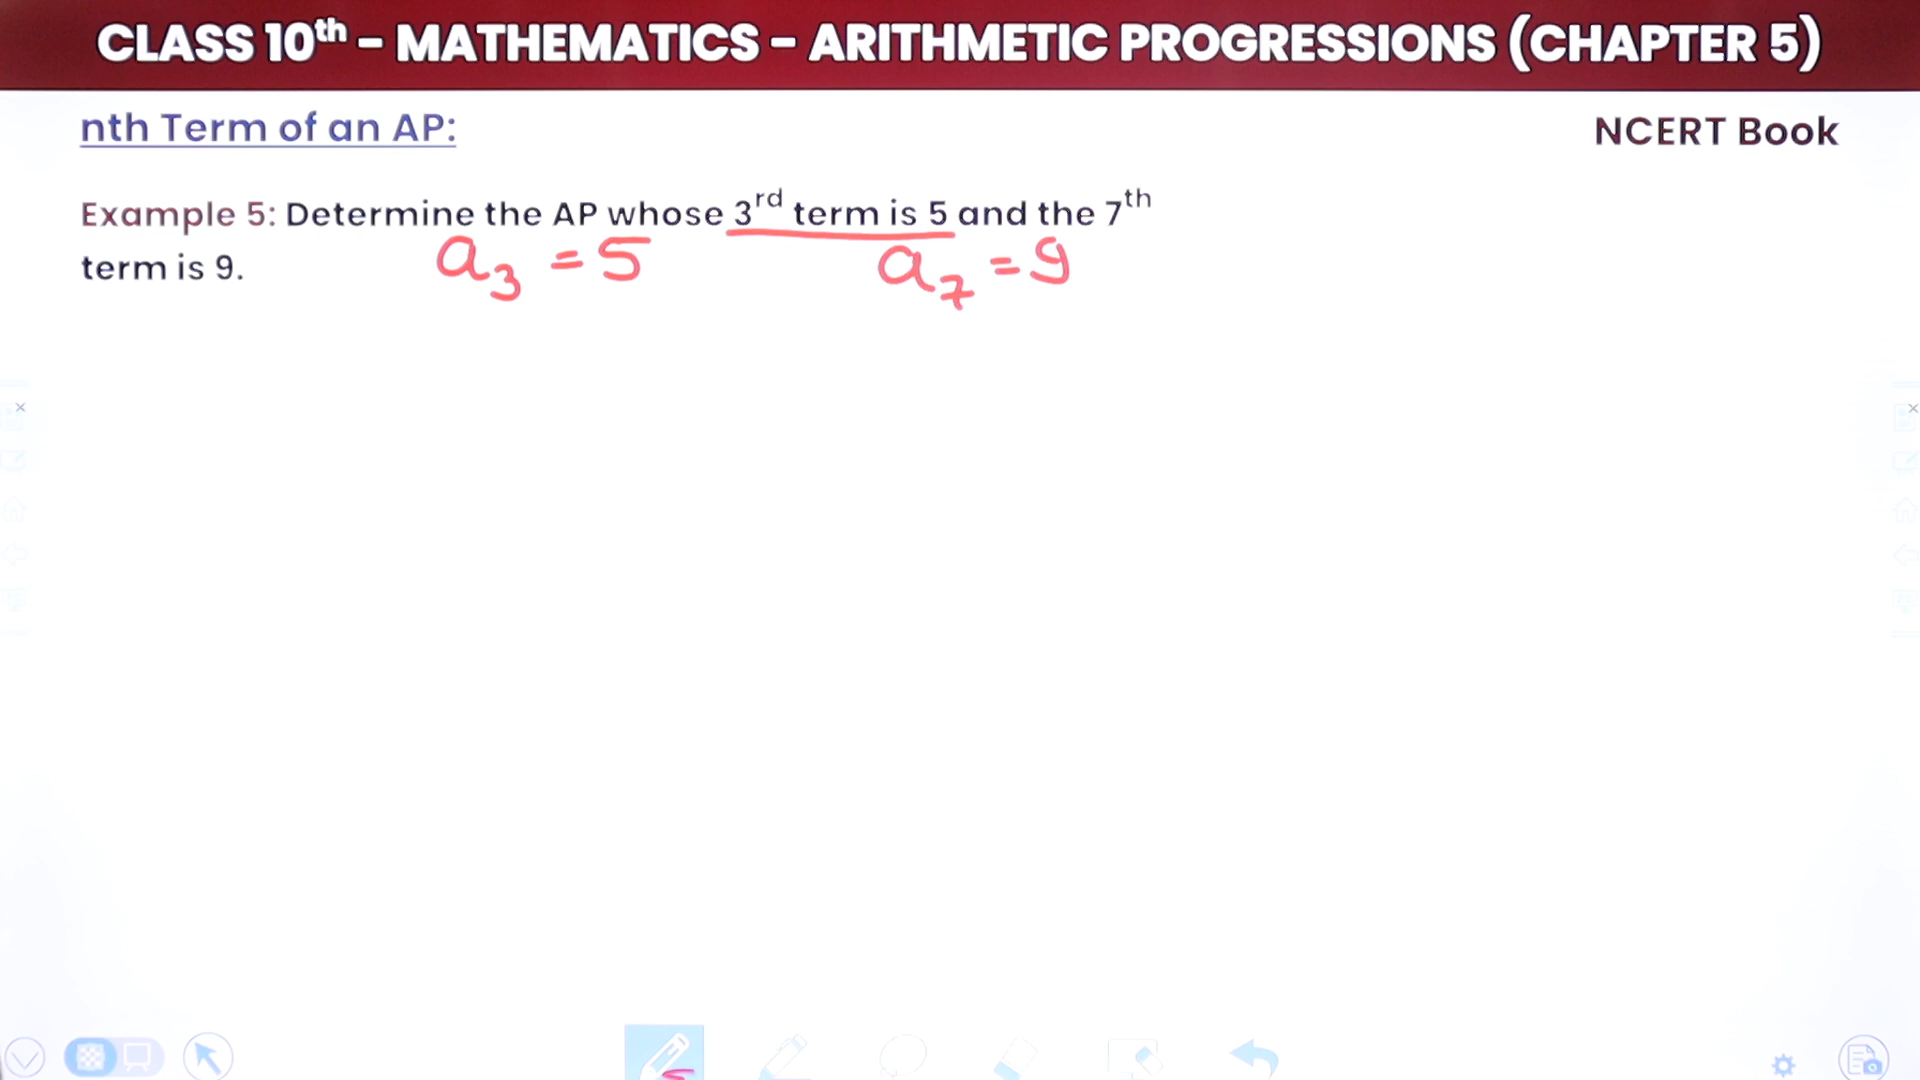 CLASS 10th – MATHEMATICS – ARITHMETIC PROGRESSIONS (CHAPTER 5)
nth Term of an AP:
NCERT Book
Example 5: Determine the AP whose 3rd term is 5 and the 7th
term is 9.
a₃ = 5
a₇ = 9